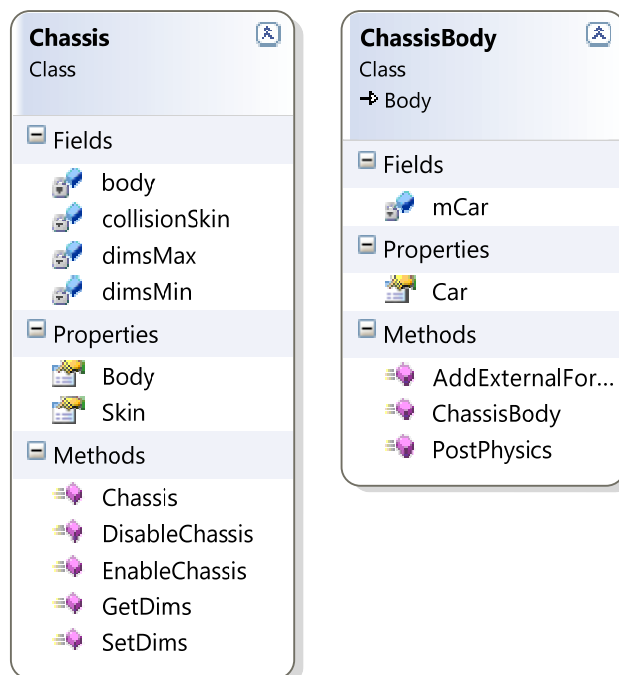 Chassis
Class
Fields
body
collisionSkin
dimsMax
dimsMin
Properties
Body
Skin
Methods
Chassis
DisableChassis
EnableChassis
GetDims
SetDims
ChassisBody
Class
Body
Fields
mCar
Properties
Car
Methods
AddExternalFor...
ChassisBody
PostPhysics